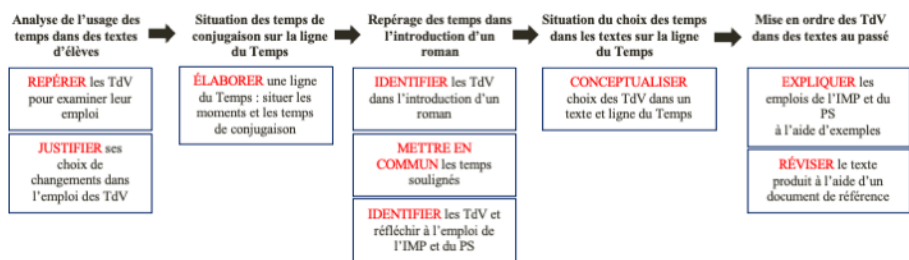 Analyse de l'usage des
temps dans des textes
d'élèves
REPÉRER les TdV
pour examiner leur
emploi
JUSTIFIER ses
choix de
changements dans
l'emploi des TdV
Situation des temps de
conjugaison sur la ligne
du Temps
ÉLABORER une ligne
du Temps : situer les
moments et les temps
de conjugaison
Repérage des temps dans
l'introduction d'un
roman
IDENTIFIER les TdV
dans l'introduction d'un
roman
METTRE EN
COMMUN les temps
soulignés
IDENTIFIER les TdV et
réfléchir à l'emploi de
l'IMP et du PS
Situation du choix des temps
dans les textes sur la ligne
du Temps
CONCEPTUALISER
choix des TdV dans un
texte et ligne du Temps
Mise en ordre des TdV
dans des textes au passé
EXPLIQUER les
emplois de l'IMP et du
PS
à l'aide d'exemples
RÉVISER le texte
produit à l'aide d'un
document de référence